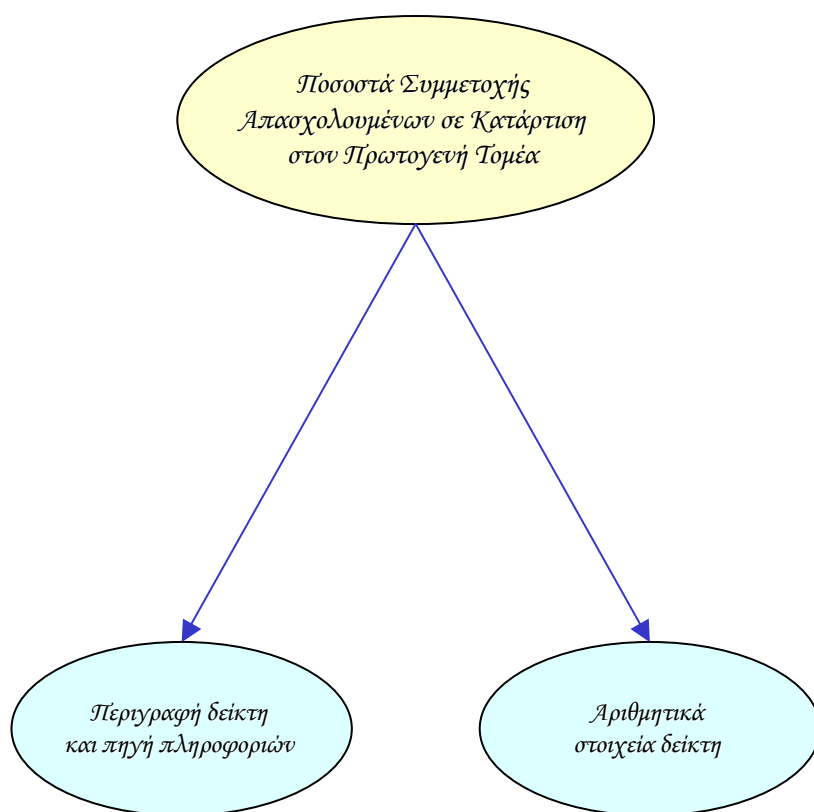 Ποσοστά Συμμετοχής
Απασχολουμένων σε Κατάρτιση
στον Πρωτογενή Τομέα
Περιγραφή δείκτη
και πηγή πληροφοριών
Αριθμητικά
στοιχεία δείκτη